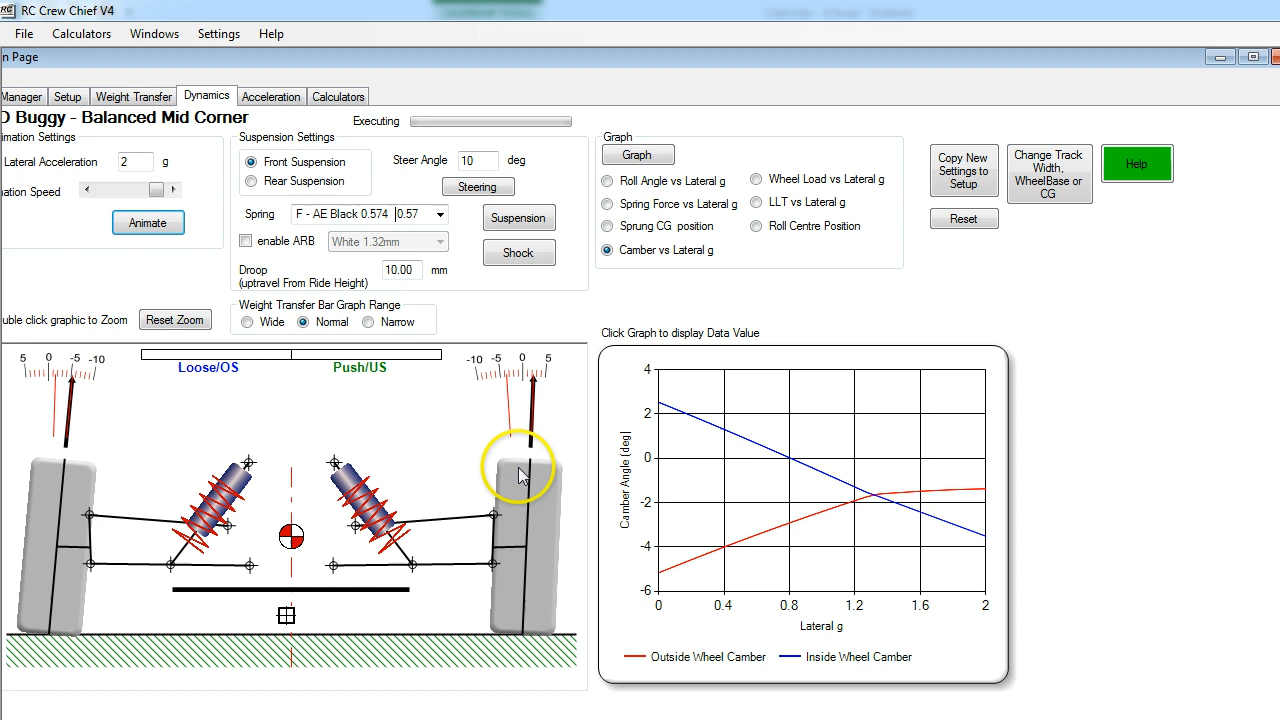 RC Crew Chief V4
File Calculators Windows Settings Help
n Page
Manager Setup Weight Transfer Dynamics Acceleration Calculators
D Buggy - Balanced Mid Corner
Executing
imation Settings
Lateral Acceleration 2 g
ation Speed
Animate
Suspension Settings
Front Suspension
Rear Suspension
Steer Angle 10 deg
Steering
Spring F - AE Black 0.574 0.57
Suspension
enable ARB White 1.32mm
Shock
Droop
(uptravel From Ride Height)
10.00 mm
Graph
Graph
Roll Angle vs Lateral g
Wheel Load vs Lateral g
Spring Force vs Lateral g
LLT vs Lateral g
Sprung CG position
Roll Centre Position
Camber vs Lateral g
Copy New
Settings to
Setup
Change Track
Width,
WheelBase or
CG
Help
Reset
uble click graphic to Zoom
Reset Zoom
Weight Transfer Bar Graph Range
Wide Normal Narrow
5 0 -5 -10
Loose/OS Push/US
-10 -5 0 5
Click Graph to display Data Value
Camber Angle (deg)
4
2
0
-2
-4
-6
0 0.4 0.8 1.2 1.6 2
Lateral g
Outside Wheel Camber Inside Wheel Camber